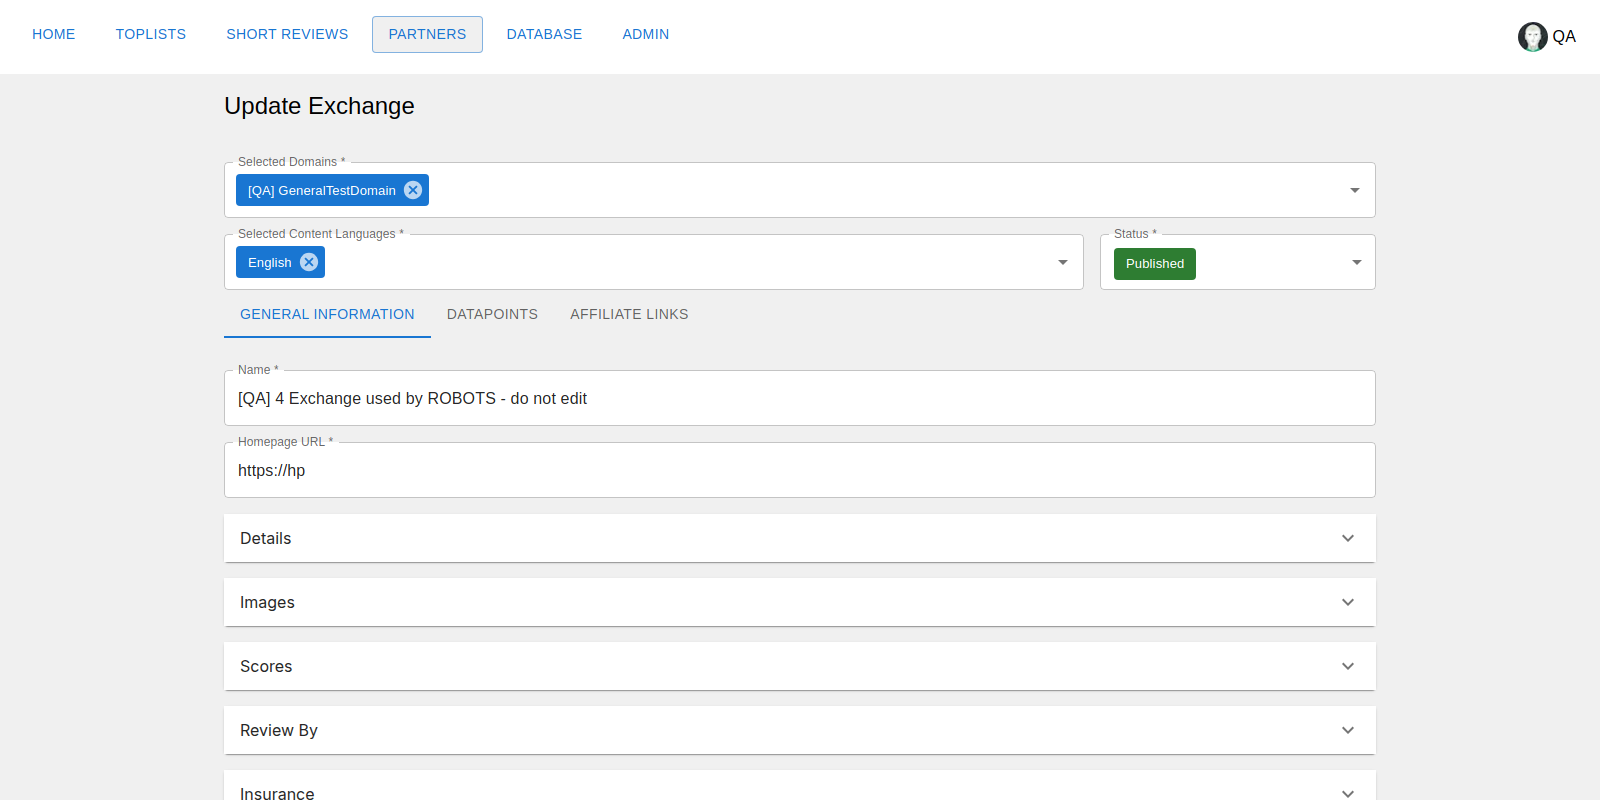 HOME TOPLISTS SHORT REVIEWS PARTNERS DATABASE ADMIN QA
Update Exchange
Selected Domains *
[QA] GeneralTestDomain
Selected Content Languages * Status *
English Published
GENERAL INFORMATION DATAPOINTS AFFILIATE LINKS
Name *
[QA] 4 Exchange used by ROBOTS - do not edit
Homepage URL *
https://hp
Details
Images
Scores
Review By
Insurance